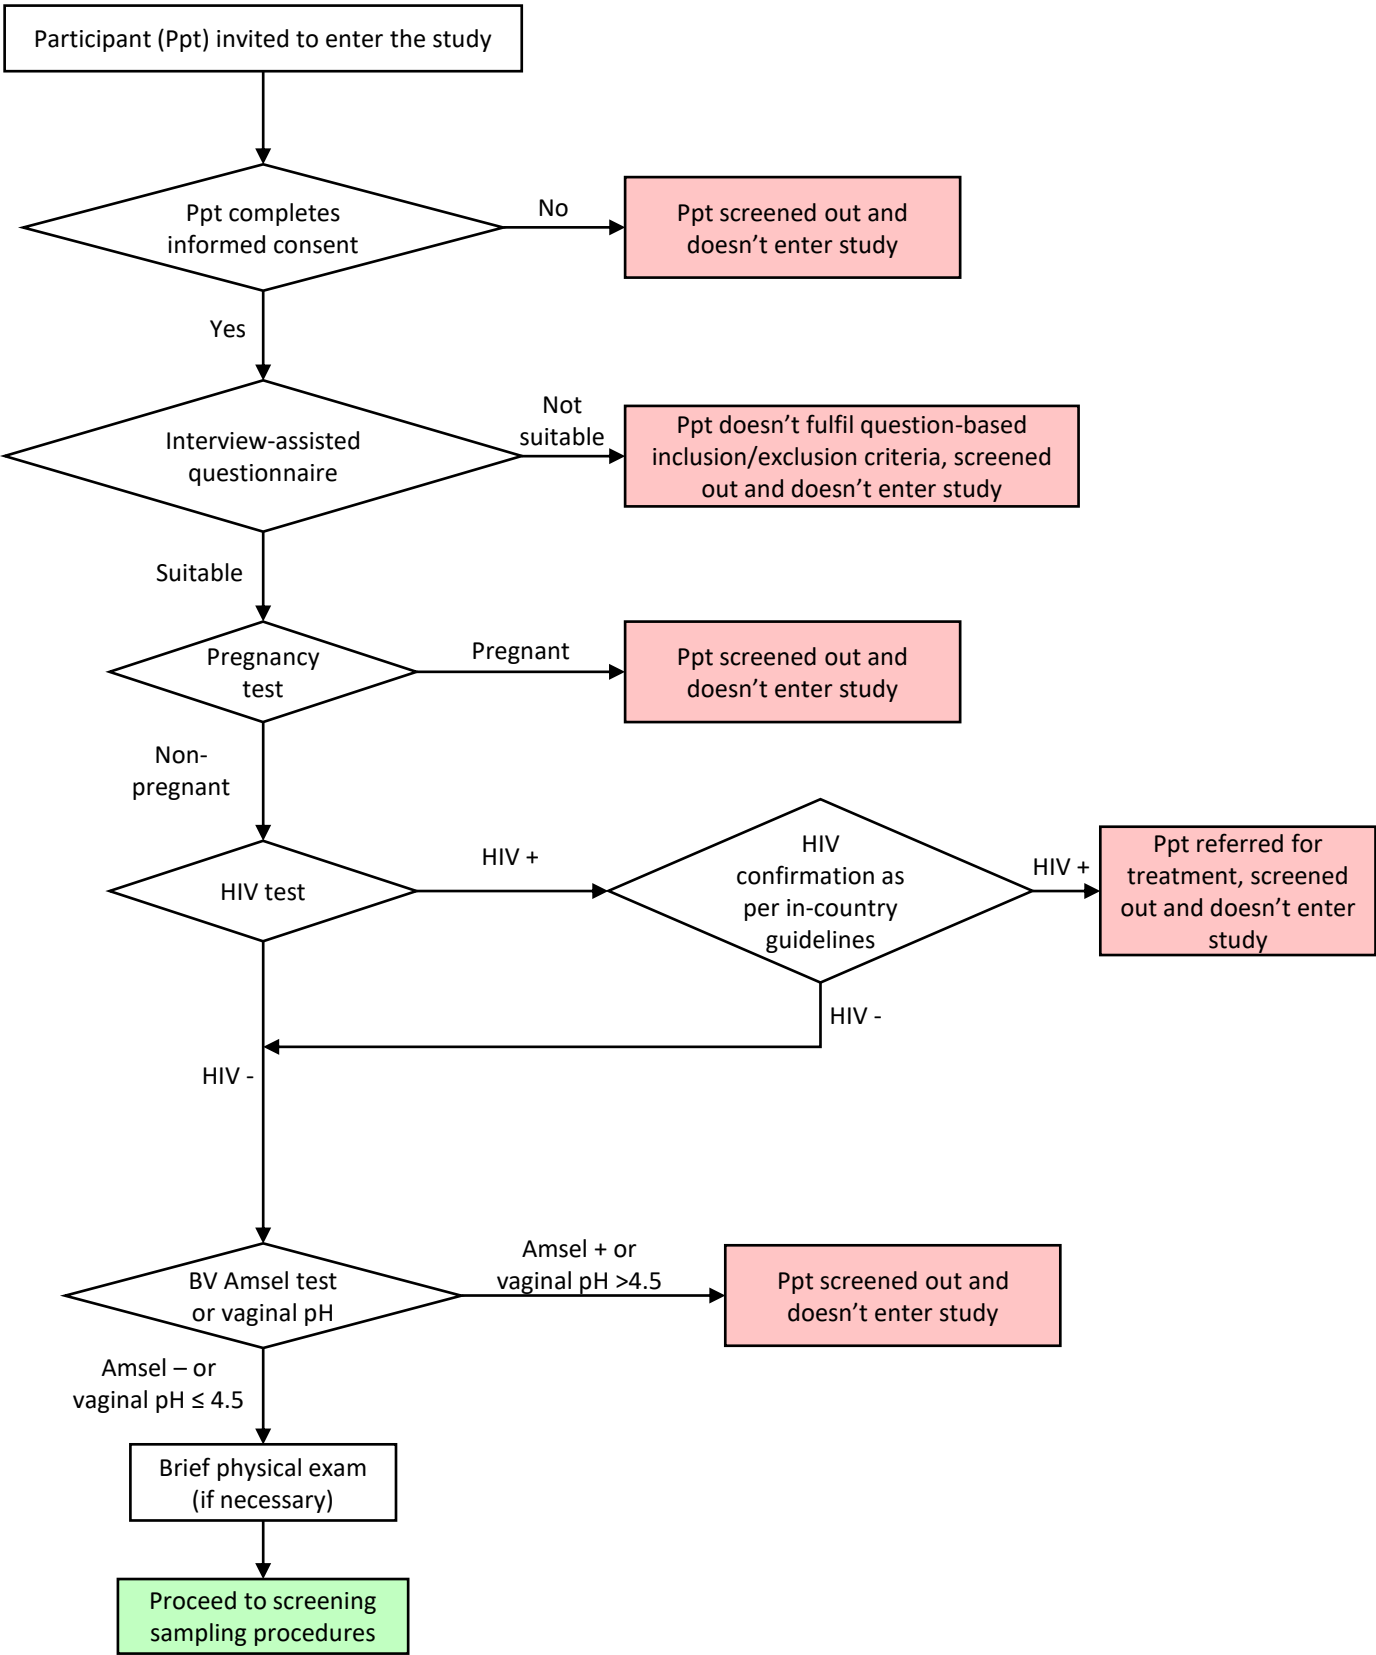 Participant (Ppt) invited to enter the study
Ppt completes
informed consent
No
Ppt screened out and
doesn’t enter study
Yes
Interview-assisted
questionnaire
Not
suitable
Ppt doesn’t fulfil question-based
inclusion/exclusion criteria, screened
out and doesn’t enter study
Suitable
Pregnancy
test
Pregnant
Ppt screened out and
doesn’t enter study
Non-
pregnant
HIV test
HIV +
HIV
confirmation as
per in-country
guidelines
HIV +
Ppt referred for
treatment, screened
out and doesn’t enter
study
HIV -
HIV -
BV Amsel test
or vaginal pH
Amsel + or
vaginal pH >4.5
Ppt screened out and
doesn’t enter study
Amsel – or
vaginal pH ≤ 4.5
Brief physical exam
(if necessary)
Proceed to screening
sampling procedures